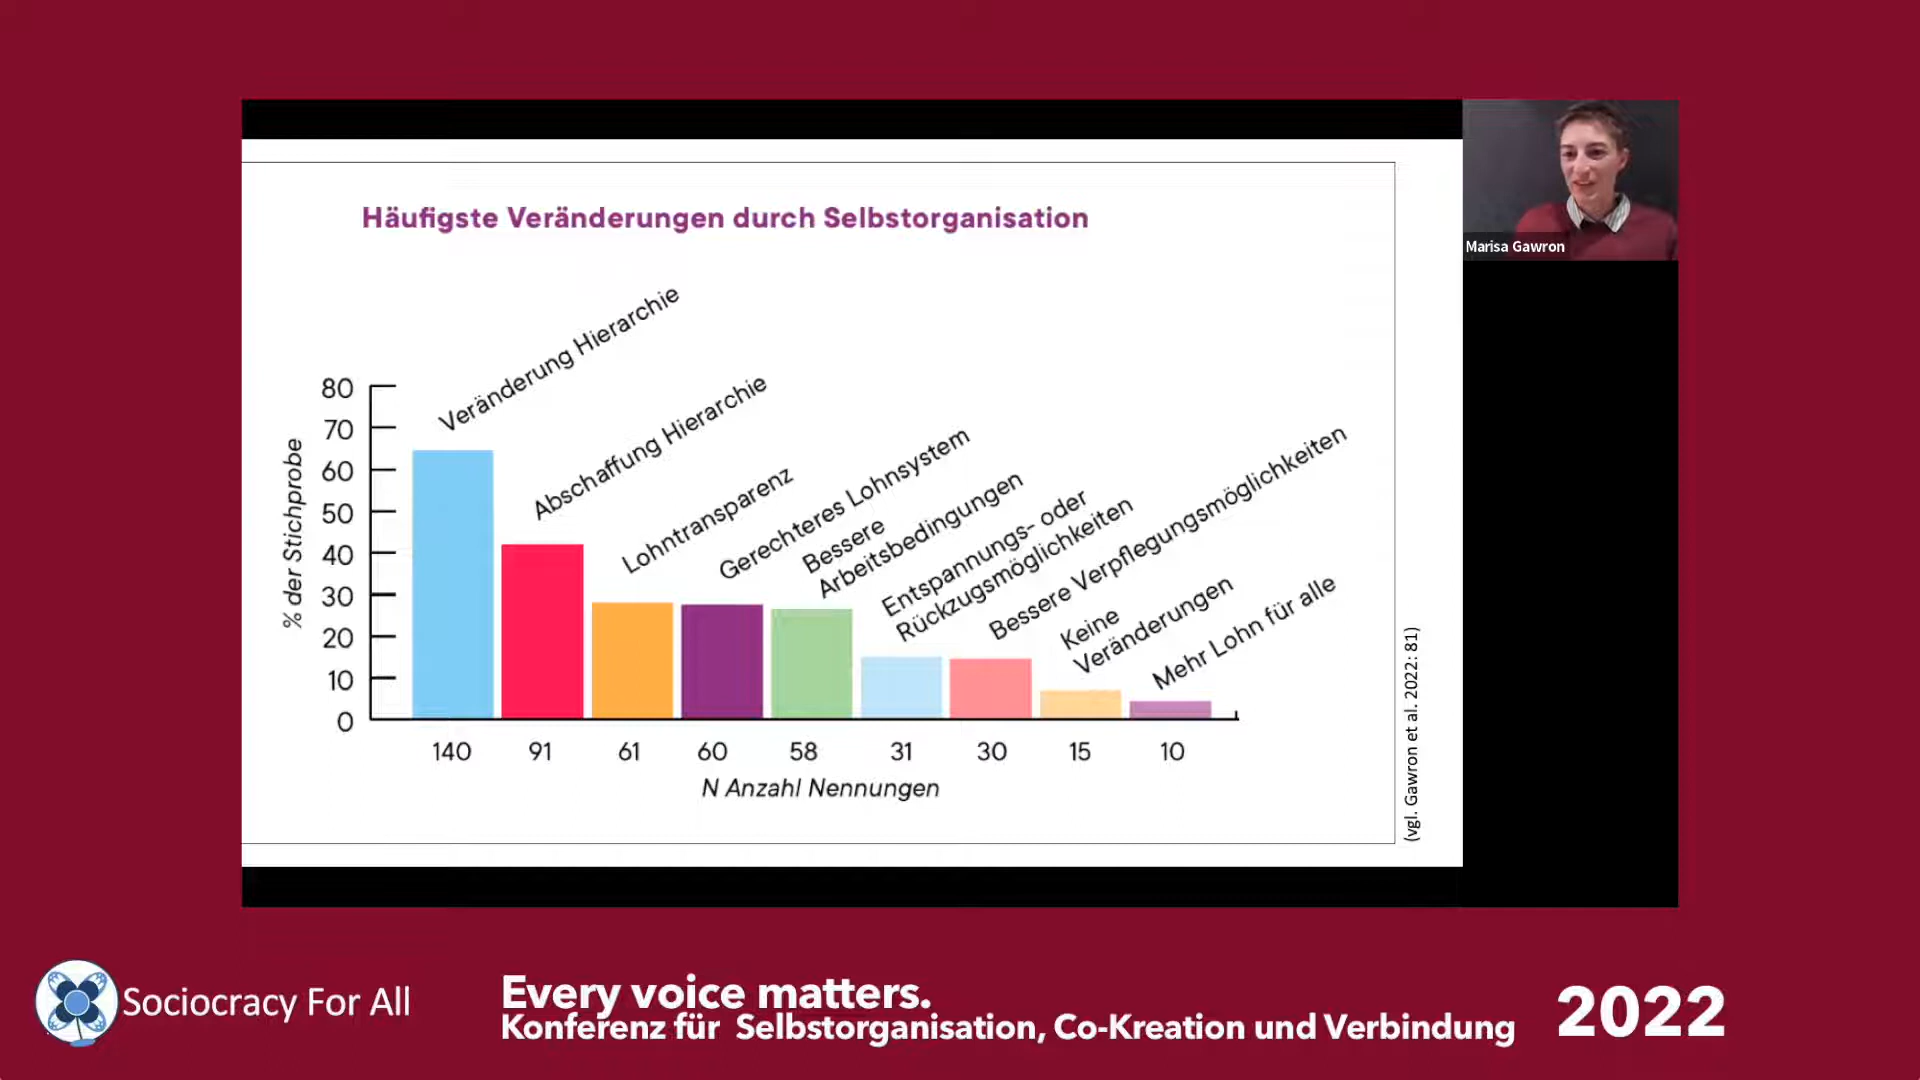 Häufigste Veränderungen durch Selbstorganisation
Marisa Gawron
% der Stichprobe
80
70
60
50
40
30
20
10
0
Veränderung Hierarchie
Abschaffung Hierarchie
Lohntransparenz
Gerechteres Lohnsystem
Bessere
Arbeitsbedingungen
Entspannungs- oder
Rückzugsmöglichkeiten
Bessere Verpflegungsmöglichkeiten
Keine
Veränderungen
Mehr Lohn für alle
140 91 61 60 58 31 30 15 10
N Anzahl Nennungen
(vgl. Gawron et al. 2022: 81)
Sociocracy For All
Every voice matters.
Konferenz für Selbstorganisation, Co-Kreation und Verbindung
2022